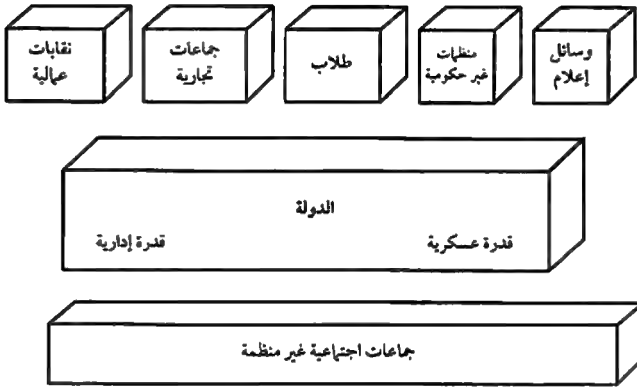 وسائل
إعلام
منظمات
غير حكومية
طلاب
جماعات
تجارية
نقابات
عمالية
الدولة
قدرة عسكرية
قدرة إدارية
جماعات اجتماعية غير منظمة